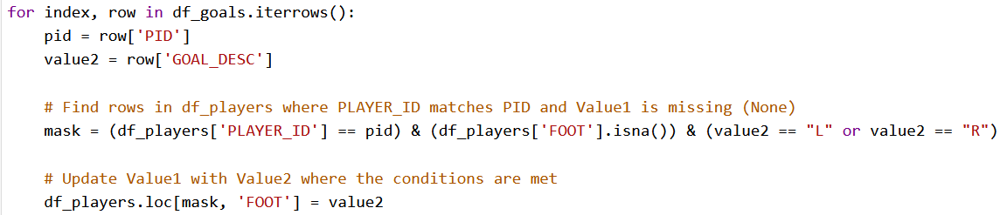 for index, row in df_goals.iterrows():
    pid = row['PID']
    value2 = row['GOAL_DESC']

    # Find rows in df_players where PLAYER_ID matches PID and Value1 is missing (None)
    mask = (df_players['PLAYER_ID'] == pid) & (df_players['FOOT'].isna()) & (value2 == "L" or value2 == "R")

    # Update Value1 with Value2 where the conditions are met
    df_players.loc[mask, 'FOOT'] = value2